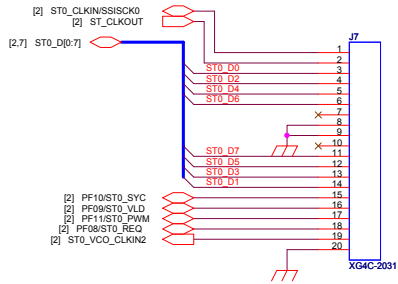 [2] ST0_CLKIN/SSISCK0
[2] ST_CLKOUT
J7
[2,7] ST0_D[0:7]
1
2
ST0_D0 3
ST0_D2 4
ST0_D4 5
ST0_D6 6
7
8
9
10
ST0_D7 11
ST0_D5 12
ST0_D3 13
ST0_D1 14
[2] PF10/ST0_SYC 15
[2] PF09/ST0_VLD 16
[2] PF11/ST0_PWM 17
[2] PF08/ST0_REQ 18
[2] ST0_VCO_CLKIN2 19
20
XG4C-2031